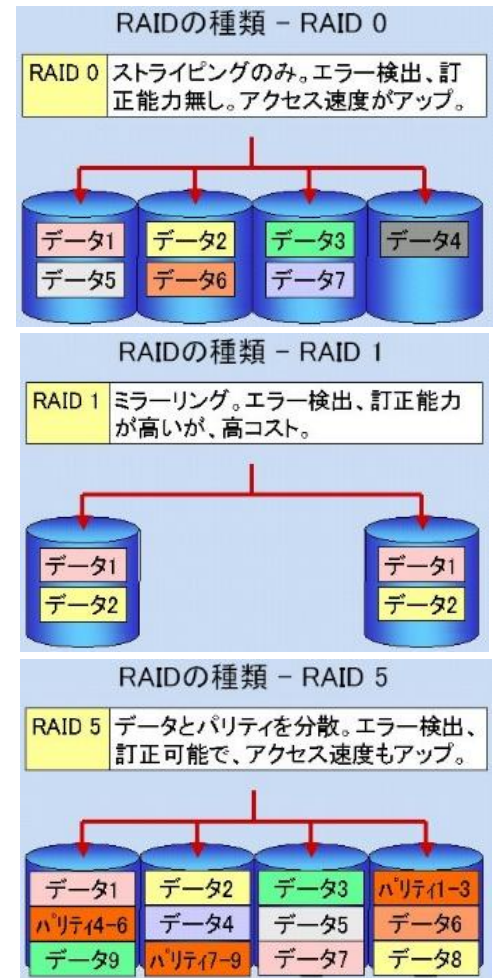 RAIDの種類 − RAID 0
RAID 0
ストライピングのみ。エラー検出、訂
正能力無し。アクセス速度がアップ。
データ1 データ2 データ3 データ4
データ5 データ6 データ7
RAIDの種類 − RAID 1
RAID 1
ミラーリング。エラー検出、訂正能力
が高いが、高コスト。
データ1 データ1
データ2 データ2
RAIDの種類 − RAID 5
RAID 5
データとパリティを分散。エラー検出、
訂正可能で、アクセス速度もアップ。
データ1 データ2 データ3 パリティ1-3
パリティ4-6 データ4 データ5 データ6
データ9 パリティ7-9 データ7 データ8